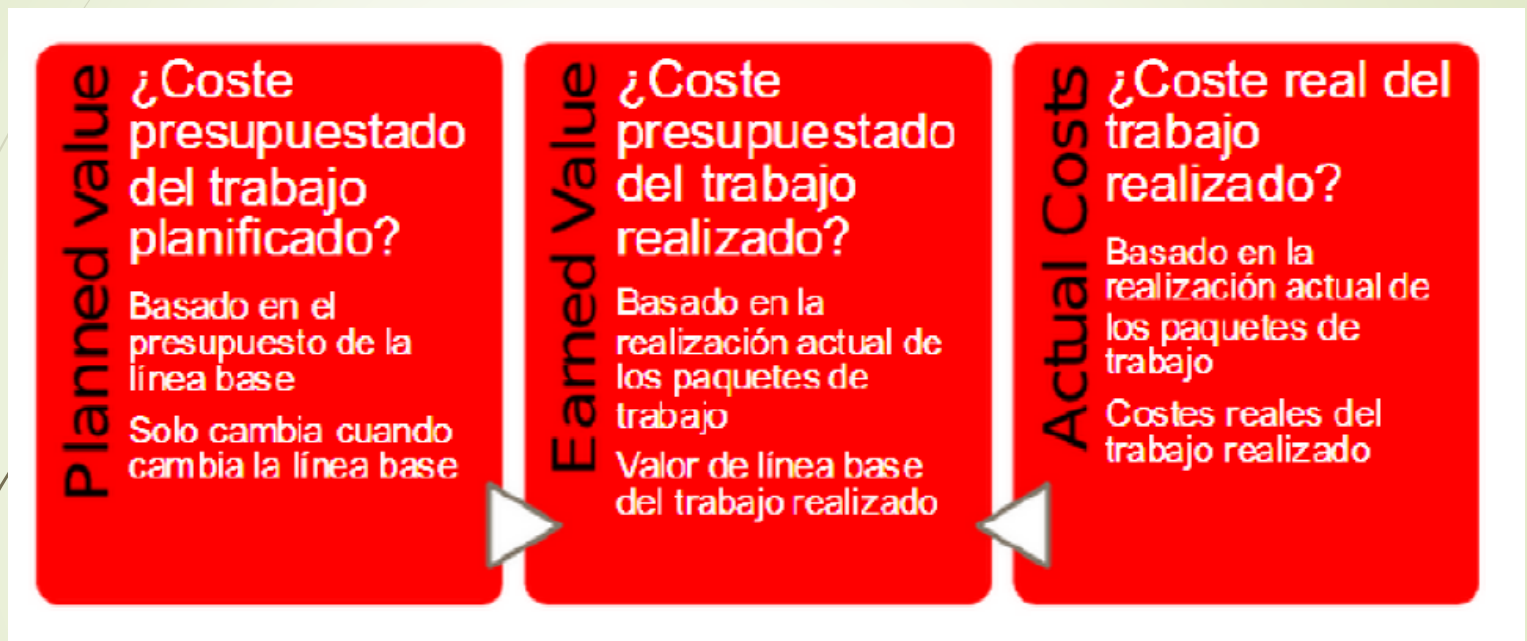 Planned value
¿Coste
presupuestado
del trabajo
planificado?
Basado en el
presupuesto de la
línea base
Solo cambia cuando
cambia la línea base
Earned Value
¿Coste
presupuestado
del trabajo
realizado?
Basado en la
realización actual de
los paquetes de
trabajo
Valor de línea base
del trabajo realizado
Actual Costs
¿Coste real del
trabajo
realizado?
Basado en la
realización actual de
los paquetes de
trabajo
Costes reales del
trabajo realizado